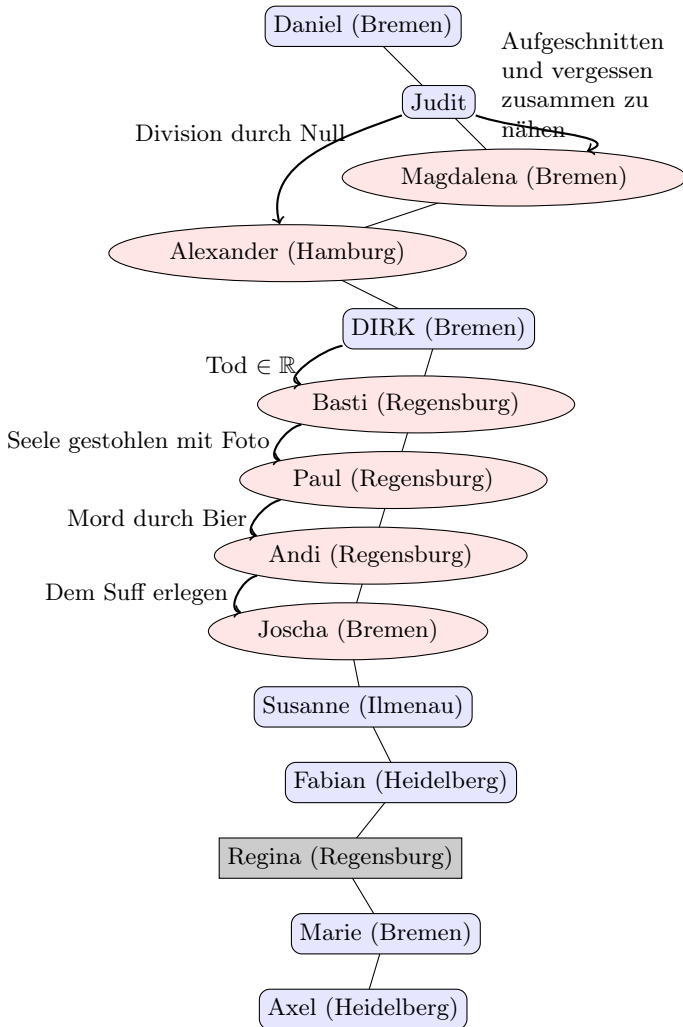 Daniel (Bremen)
Aufgeschnitten
und vergessen
zusammen zu
nähen
Judit
Division durch Null
Magdalena (Bremen)
Alexander (Hamburg)
DIRK (Bremen)
Tod ∈ ℝ
Basti (Regensburg)
Seele gestohlen mit Foto
Paul (Regensburg)
Mord durch Bier
Andi (Regensburg)
Dem Suff erlegen
Joscha (Bremen)
Susanne (Ilmenau)
Fabian (Heidelberg)
Regina (Regensburg)
Marie (Bremen)
Axel (Heidelberg)